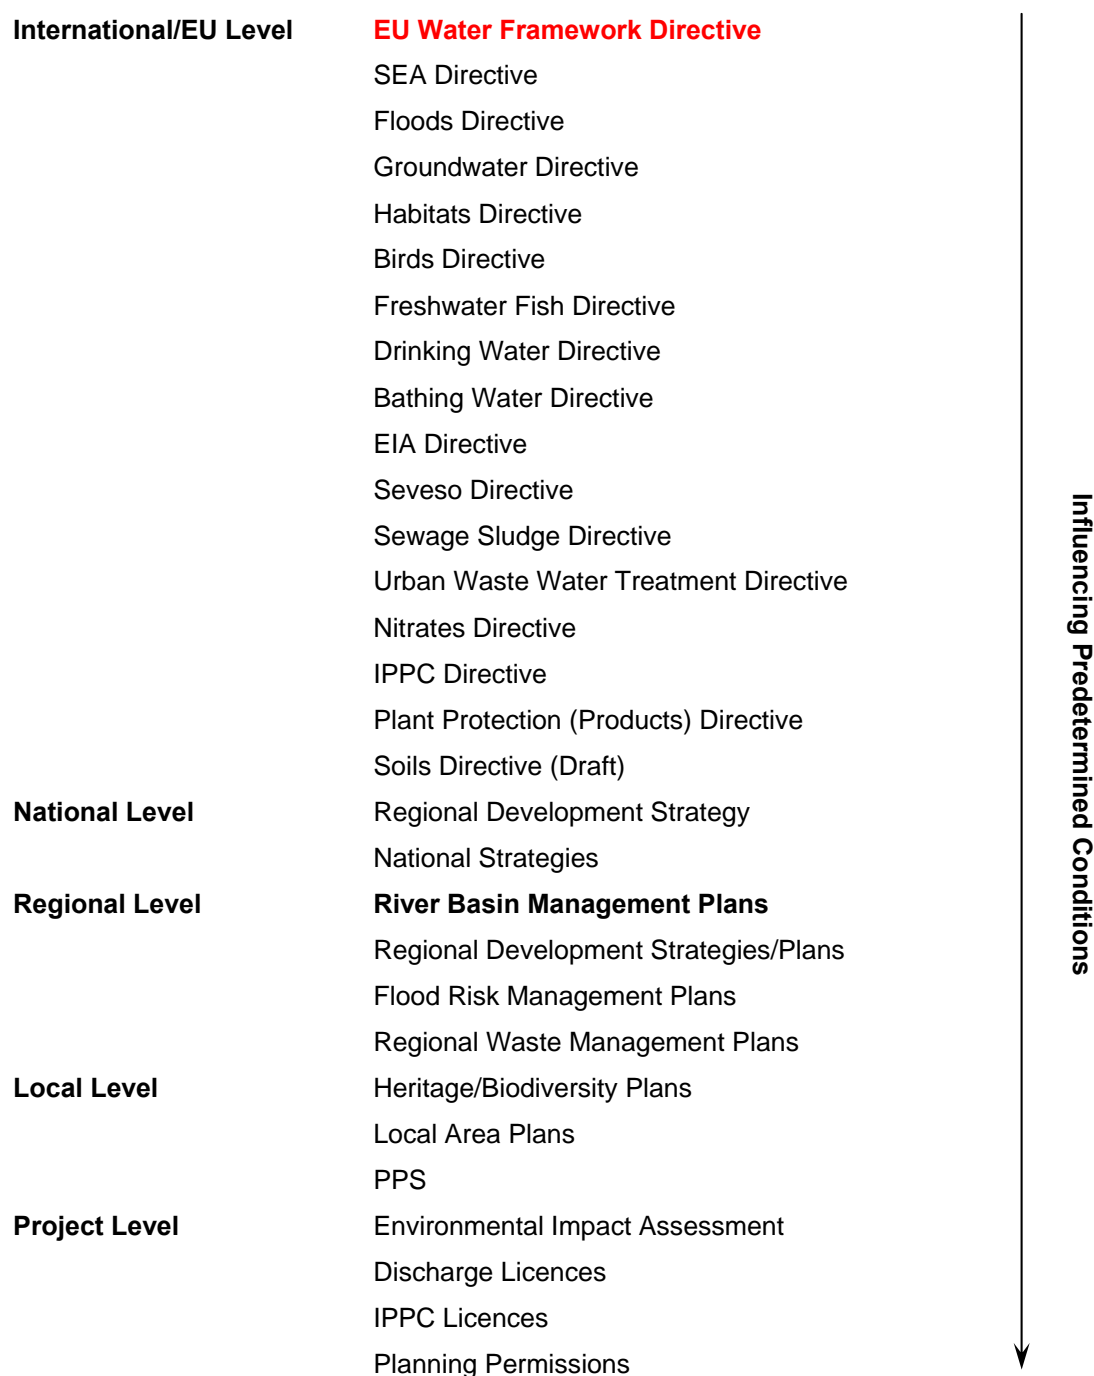 International/EU Level EU Water Framework Directive
SEA Directive
Floods Directive
Groundwater Directive
Habitats Directive
Birds Directive
Freshwater Fish Directive
Drinking Water Directive
Bathing Water Directive
EIA Directive
Seveso Directive
Sewage Sludge Directive
Urban Waste Water Treatment Directive
Nitrates Directive
IPPC Directive
Plant Protection (Products) Directive
Soils Directive (Draft)
National Level Regional Development Strategy
National Strategies
Regional Level River Basin Management Plans
Regional Development Strategies/Plans
Flood Risk Management Plans
Regional Waste Management Plans
Local Level Heritage/Biodiversity Plans
Local Area Plans
PPS
Project Level Environmental Impact Assessment
Discharge Licences
IPPC Licences
Planning Permissions
Influencing Predetermined Conditions